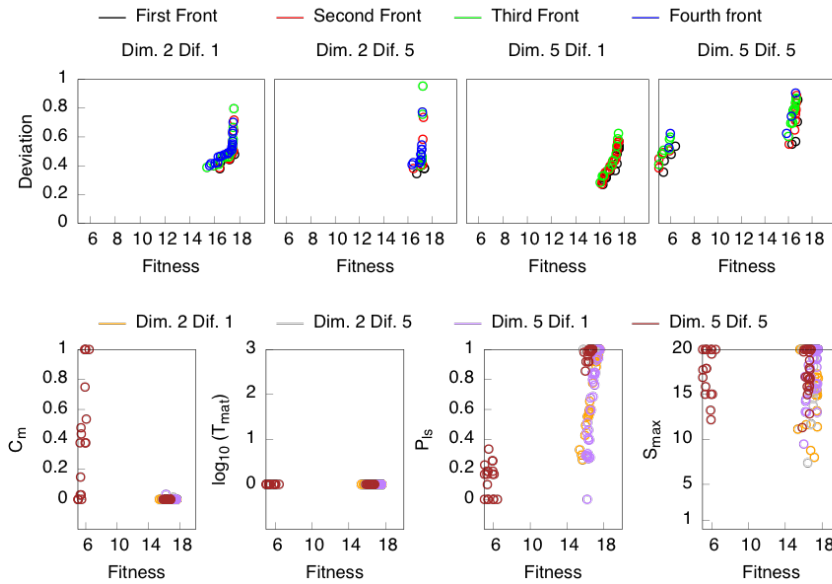 First Front Second Front Third Front Fourth front
Dim. 2 Dif. 1 Dim. 2 Dif. 5 Dim. 5 Dif. 1 Dim. 5 Dif. 5
1
0.8
0.6
0.4
0.2
0
Deviation
6 8 10 12 14 16 18 6 8 10 12 14 16 18 6 8 10 12 14 16 18 6 8 10 12 14 16 18
Fitness Fitness Fitness Fitness
Dim. 2 Dif. 1 Dim. 2 Dif. 5 Dim. 5 Dif. 1 Dim. 5 Dif. 5
1 3 1 20
0.8 0.8
0.6 2 0.6 15
0.4 1 0.4 10
0.2 0.2 5
0 0 0 1
C_m log10 (T_mat) P_ls S_max
6 10 14 18 6 10 14 18 6 10 14 18 6 10 14 18
Fitness Fitness Fitness Fitness